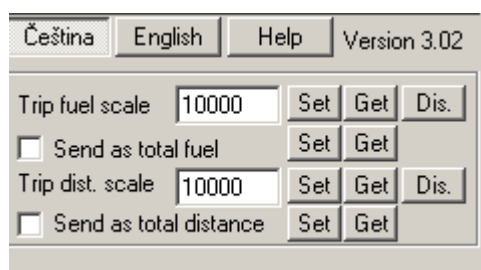 Čeština English Help Version 3.02
Trip fuel scale 10000 Set Get Dis.
Send as total fuel Set Get
Trip dist. scale 10000 Set Get Dis.
Send as total distance Set Get